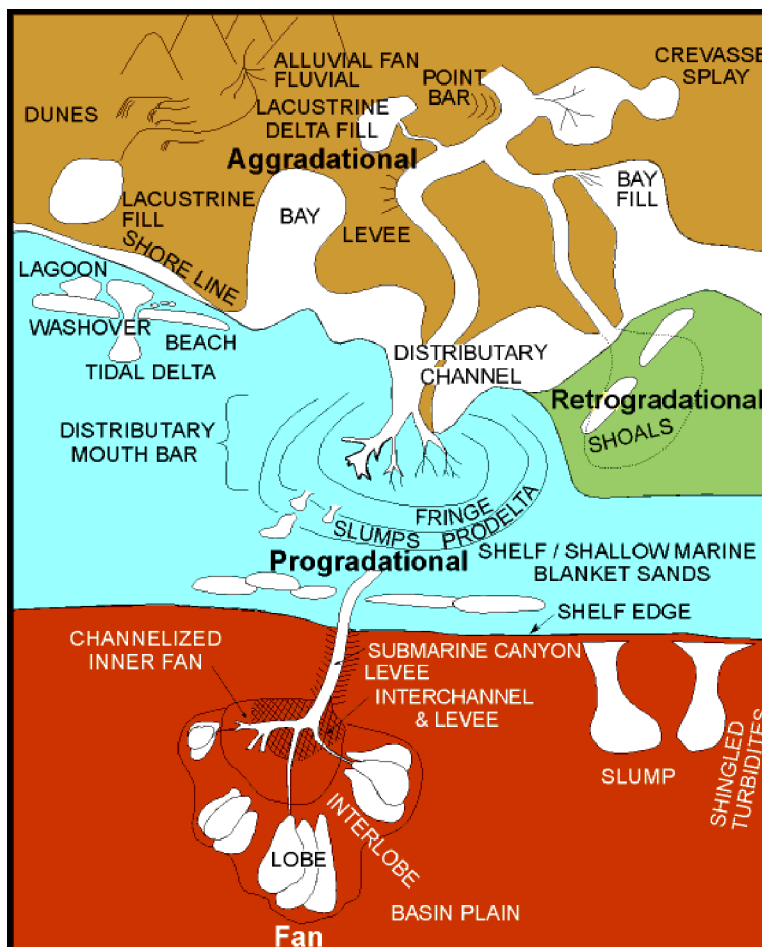 ALLUVIAL FAN
FLUVIAL
CREVASSE
SPLAY
POINT
BAR
DUNES
LACUSTRINE
DELTA FILL
Aggradational
LACUSTRINE
FILL
BAY
LEVEE
BAY
FILL
SHORE LINE
LAGOON
WASHOVER
BEACH
TIDAL DELTA
DISTRIBUTARY
CHANNEL
Retrogradational
SHOALS
DISTRIBUTARY
MOUTH BAR
FRINGE
SLUMPS PRODELTA
Progradational
SHELF / SHALLOW MARINE
BLANKET SANDS
SHELF EDGE
CHANNELIZED
INNER FAN
SUBMARINE CANYON
LEVEE
INTERCHANNEL
& LEVEE
SLUMP
SHINGLED
TURBIDITES
INTERLOBE
LOBE
BASIN PLAIN
Fan